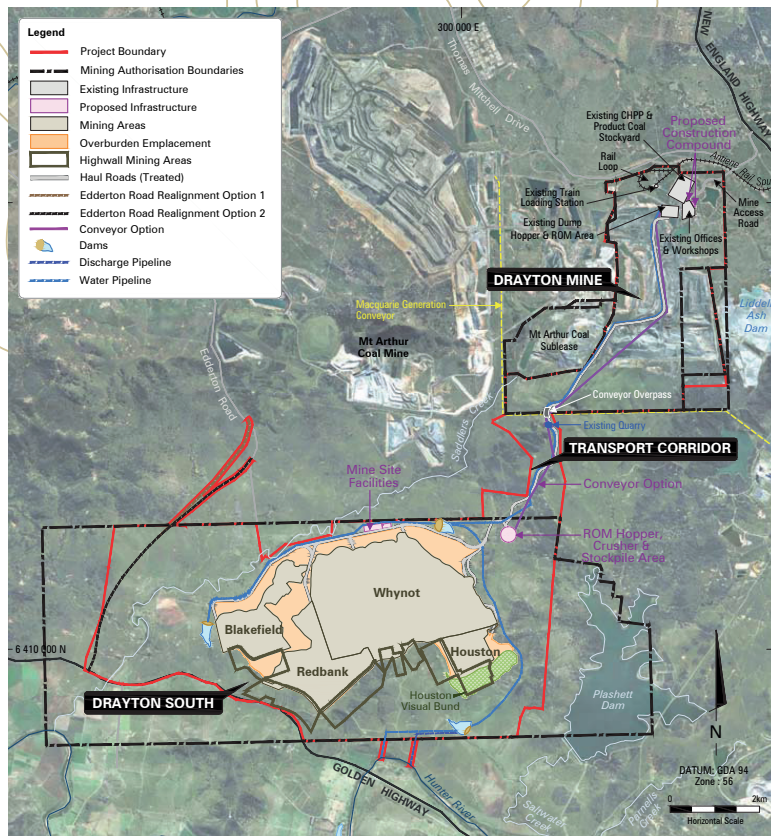 Legend
Project Boundary
Mining Authorisation Boundaries
Existing Infrastructure
Proposed Infrastructure
Mining Areas
Overburden Emplacement
Highwall Mining Areas
Haul Roads (Treated)
Edderton Road Realignment Option 1
Edderton Road Realignment Option 2
Conveyor Option
Dams
Discharge Pipeline
Water Pipeline
300 000 E
NEW ENGLAND HIGHWAY
Thomas Mitchell Drive
Existing CHPP &
Product Coal
Stockyard
Proposed
Construction
Compound
Rail
Loop
Antiene Rail Spur
Existing Train
Loading Station
Mine
Access
Road
Existing Dump
Hopper & ROM Area
Existing Offices
& Workshops
DRAYTON MINE
Macquarie Generation
Conveyor
Liddell
Ash
Dam
Mt Arthur
Coal Mine
Mt Arthur Coal
Sublease
Edderton Road
Saddlers Creek
Conveyor Overpass
Existing Quarry
TRANSPORT CORRIDOR
Mine Site
Facilities
Conveyor Option
ROM Hopper,
Crusher &
Stockpile Area
Whynot
Blakefield
6 410 000 N
Redbank
Houston
DRAYTON SOUTH
Houston
Visual Bund
Plashett
Dam
N
GOLDEN HIGHWAY
Hunter River
Saltwater
Creek
Parnells
Creek
DATUM: GDA 94
Zone : 56
0 2km
Horizontal Scale